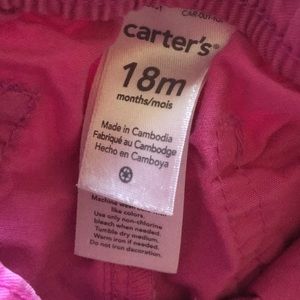 carter's®
18m
months/mois
Made in Cambodia
Fabriqué au Cambodge
Hecho en Camboya
like colors.
Use only non-chlorine
bleach when needed.
Tumble dry medium.
Warm iron if needed.
Do not iron decoration.